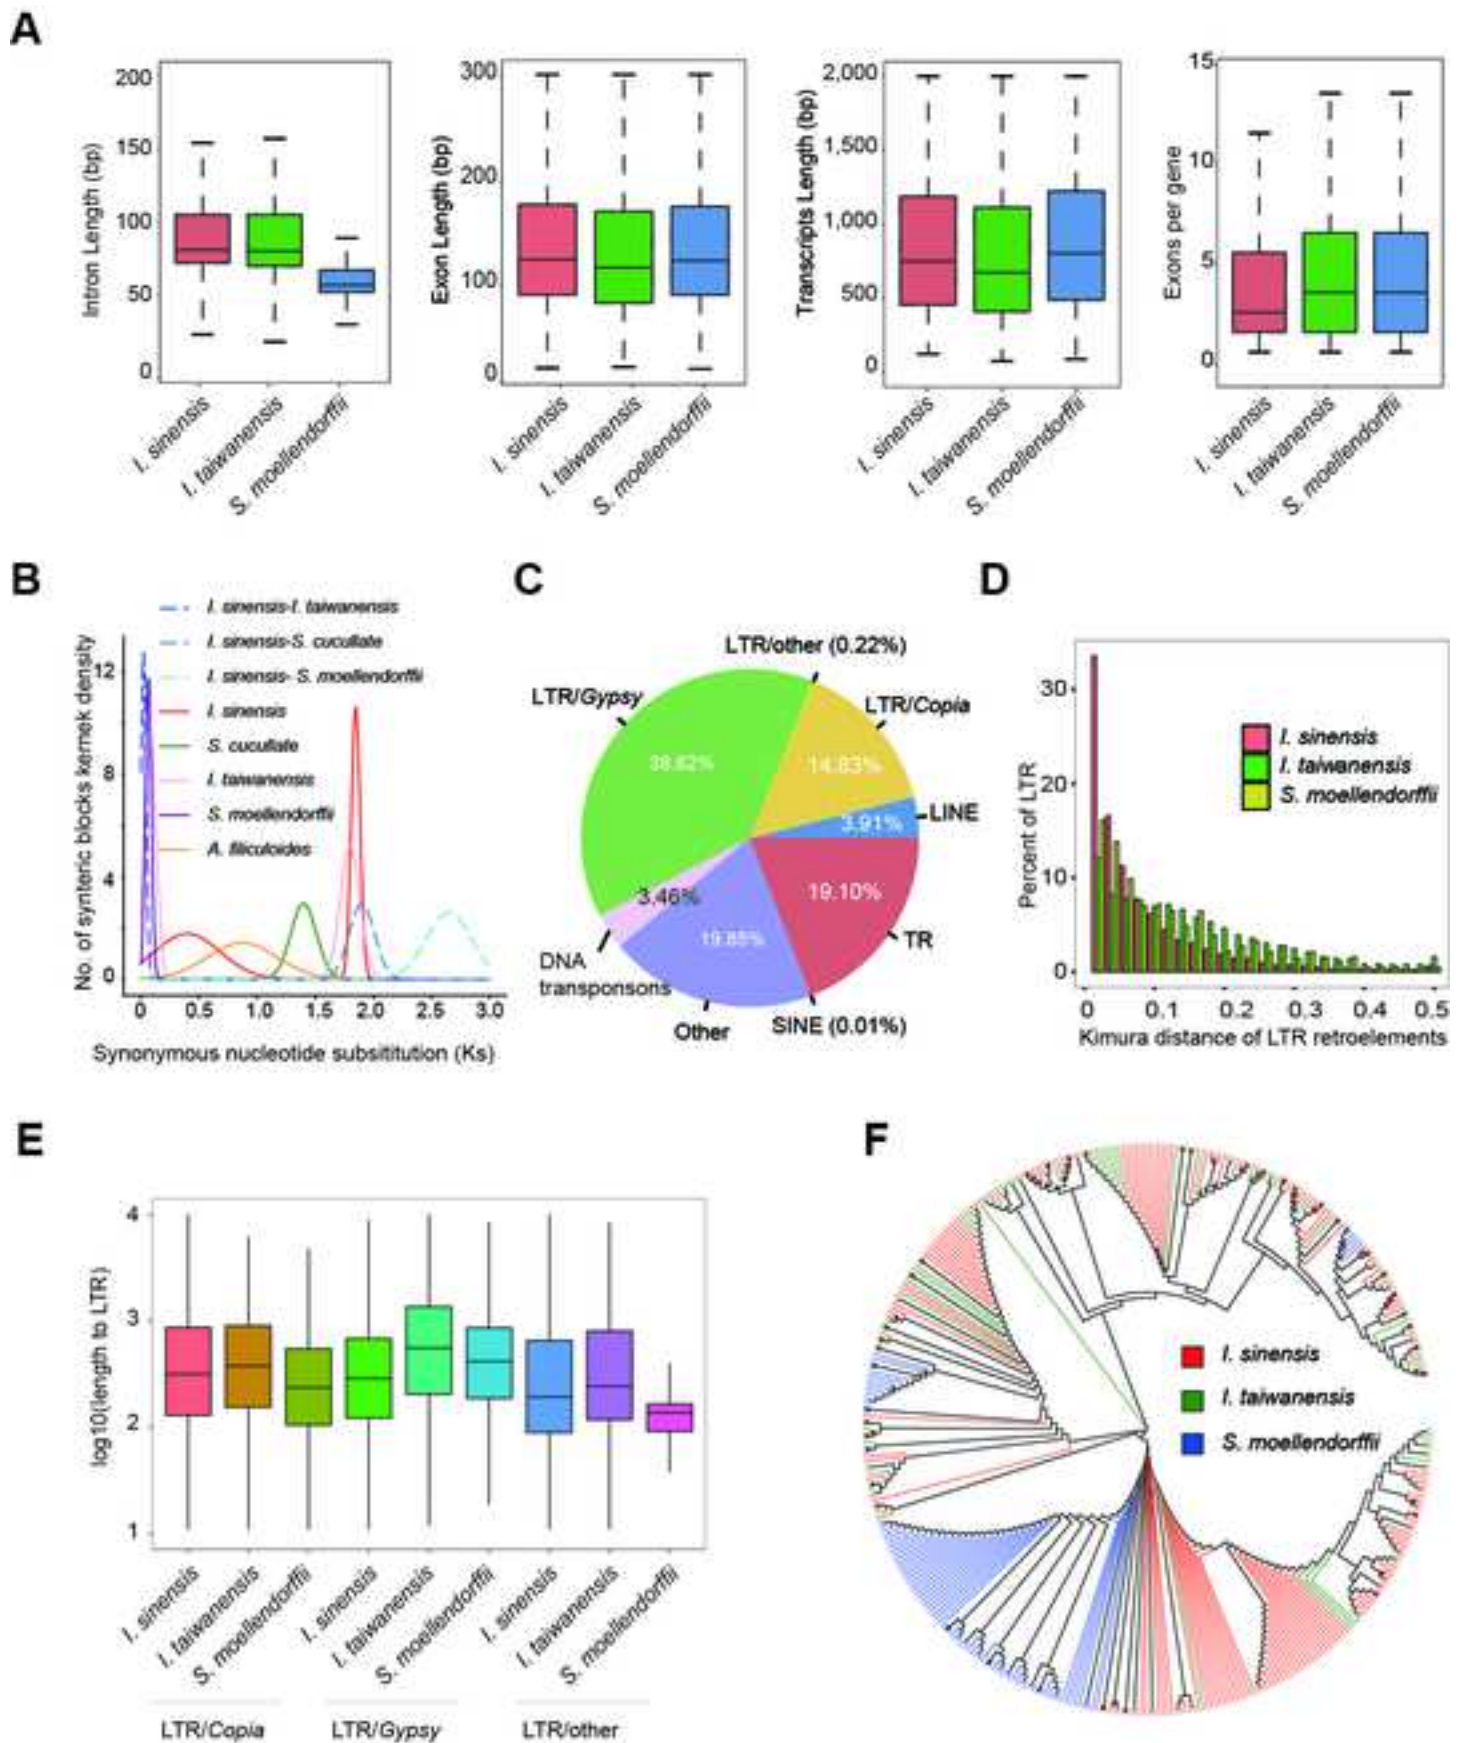 A
200
150
100
50
0
Intron Length (bp)
I. sinensis
I. taiwanensis
S. moellendorffii
300
200
100
0
Exon Length (bp)
I. sinensis
I. taiwanensis
S. moellendorffii
2,000
1,500
1,000
500
0
Transcripts Length (bp)
I. sinensis
I. taiwanensis
S. moellendorffii
15
10
5
0
Exons per gene
I. sinensis
I. taiwanensis
S. moellendorffii
B
I. sinensis-I. taiwanensis
I. sinensis-S. cucullate
I. sinensis- S. moellendorffii
I. sinensis
S. cucullate
I. taiwanensis
S. moellendorffii
A. filiculoides
No. of synteric blocks kernek density
12
8
4
0
0 0.5 1.0 1.5 2.0 2.5 3.0
Synonymous nucleotide subsititution (Ks)
C
LTR/other (0.22%)
LTR/Gypsy
LTR/Copia
38.62%
14.83%
LINE
3.91%
3.46%
19.10%
TR
19.85%
DNA
transponsons
Other
SINE (0.01%)
D
30
20
10
0
Percent of LTR
I. sinensis
I. taiwanensis
S. moellendorffii
0 0.1 0.2 0.3 0.4 0.5
Kimura distance of LTR retroelements
E
4
3
2
1
log10(length to LTR)
I. sinensis
I. taiwanensis
S. moellendorffii
I. sinensis
I. taiwanensis
S. moellendorffii
I. sinensis
I. taiwanensis
S. moellendorffii
LTR/Copia
LTR/Gypsy
LTR/other
F
I. sinensis
I. taiwanensis
S. moellendorffii